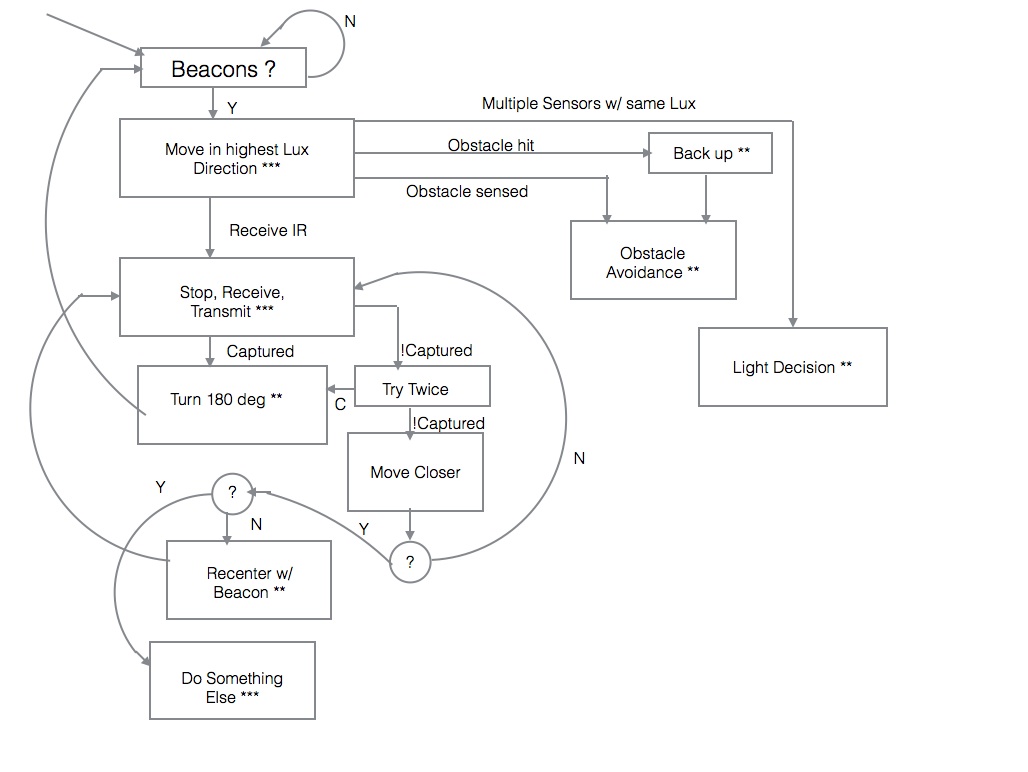 N
Beacons ?
Y
Multiple Sensors w/ same Lux
Move in highest Lux
Direction ***
Obstacle hit
Back up **
Obstacle sensed
Receive IR
Obstacle
Avoidance **
Stop, Receive,
Transmit ***
Captured
!Captured
Light Decision **
Turn 180 deg **
C
Try Twice
!Captured
Move Closer
N
Y
?
N
Y
?
Recenter w/
Beacon **
Do Something
Else ***